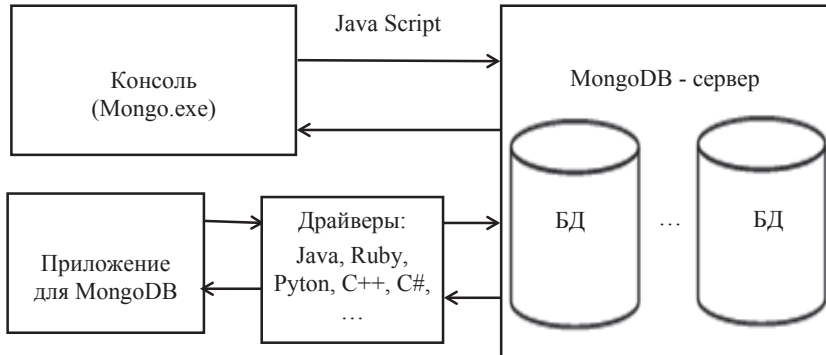 Java Script
Консоль
(Mongo.exe)
MongoDB - сервер
БД
…
БД
Приложение
для MongoDB
Драйверы:
Java, Ruby,
Pyton, C++, C#,
…